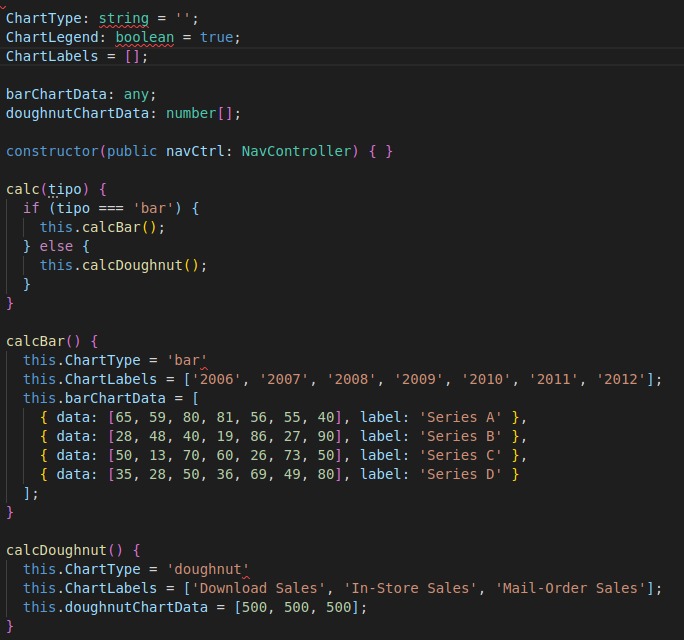 ChartType: string = '';
ChartLegend: boolean = true;
ChartLabels = [];
barChartData: any;
doughnutChartData: number[];
constructor(public navCtrl: NavController) { }
calc(tipo) {
if (tipo === 'bar') {
this.calcBar();
} else {
this.calcDoughnut();
}
}
calcBar() {
this.ChartType = 'bar'
this.ChartLabels = ['2006', '2007', '2008', '2009', '2010', '2011', '2012'];
this.barChartData = [
{ data: [65, 59, 80, 81, 56, 55, 40], label: 'Series A' },
{ data: [28, 48, 40, 19, 86, 27, 90], label: 'Series B' },
{ data: [50, 13, 70, 60, 26, 73, 50], label: 'Series C' },
{ data: [35, 28, 50, 36, 69, 49, 80], label: 'Series D' }
];
}
calcDoughnut() {
this.ChartType = 'doughnut'
this.ChartLabels = ['Download Sales', 'In-Store Sales', 'Mail-Order Sales'];
this.doughnutChartData = [500, 500, 500];
}